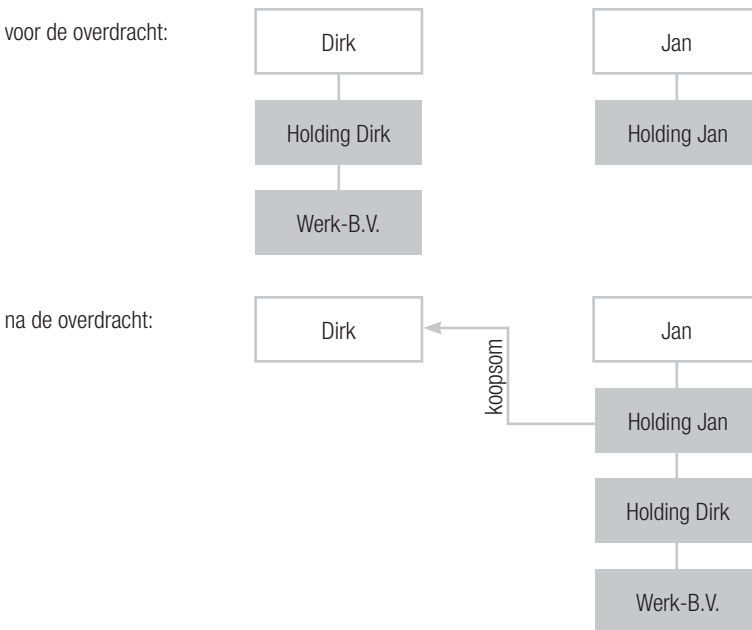 voor de overdracht:
Dirk
Jan
Holding Dirk
Holding Jan
Werk-B.V.
na de overdracht:
Dirk
Jan
koopsom
Holding Jan
Holding Dirk
Werk-B.V.